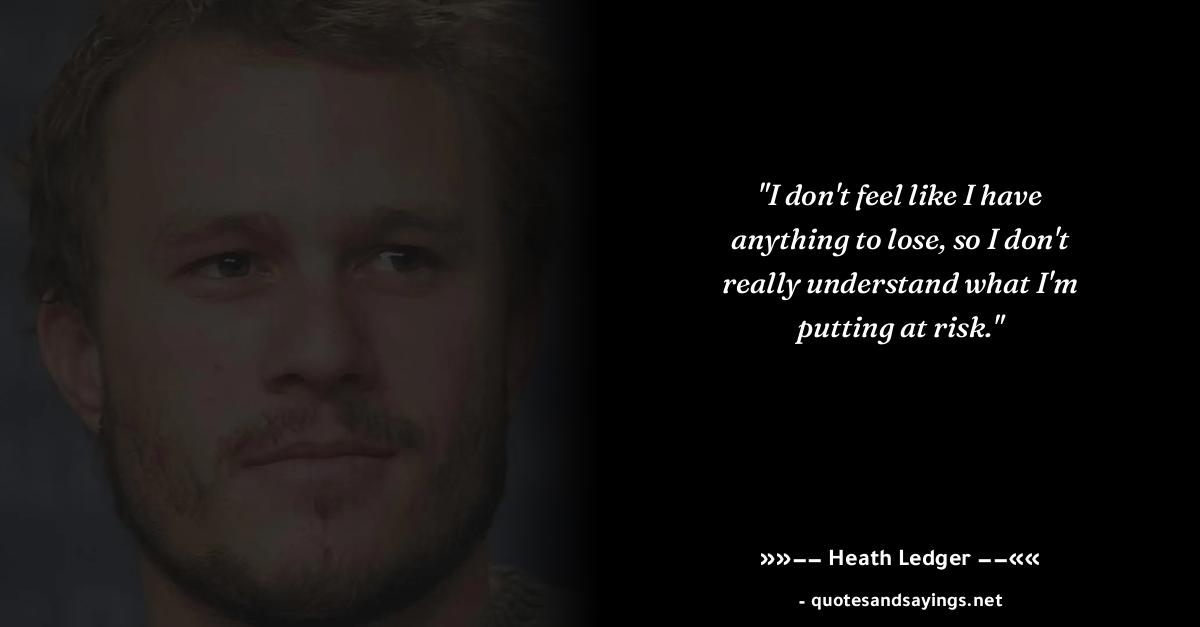 "I don't feel like I have
anything to lose, so I don't
really understand what I'm
putting at risk."
»»−− Heath Ledger −−««
- quotesandsayings.net